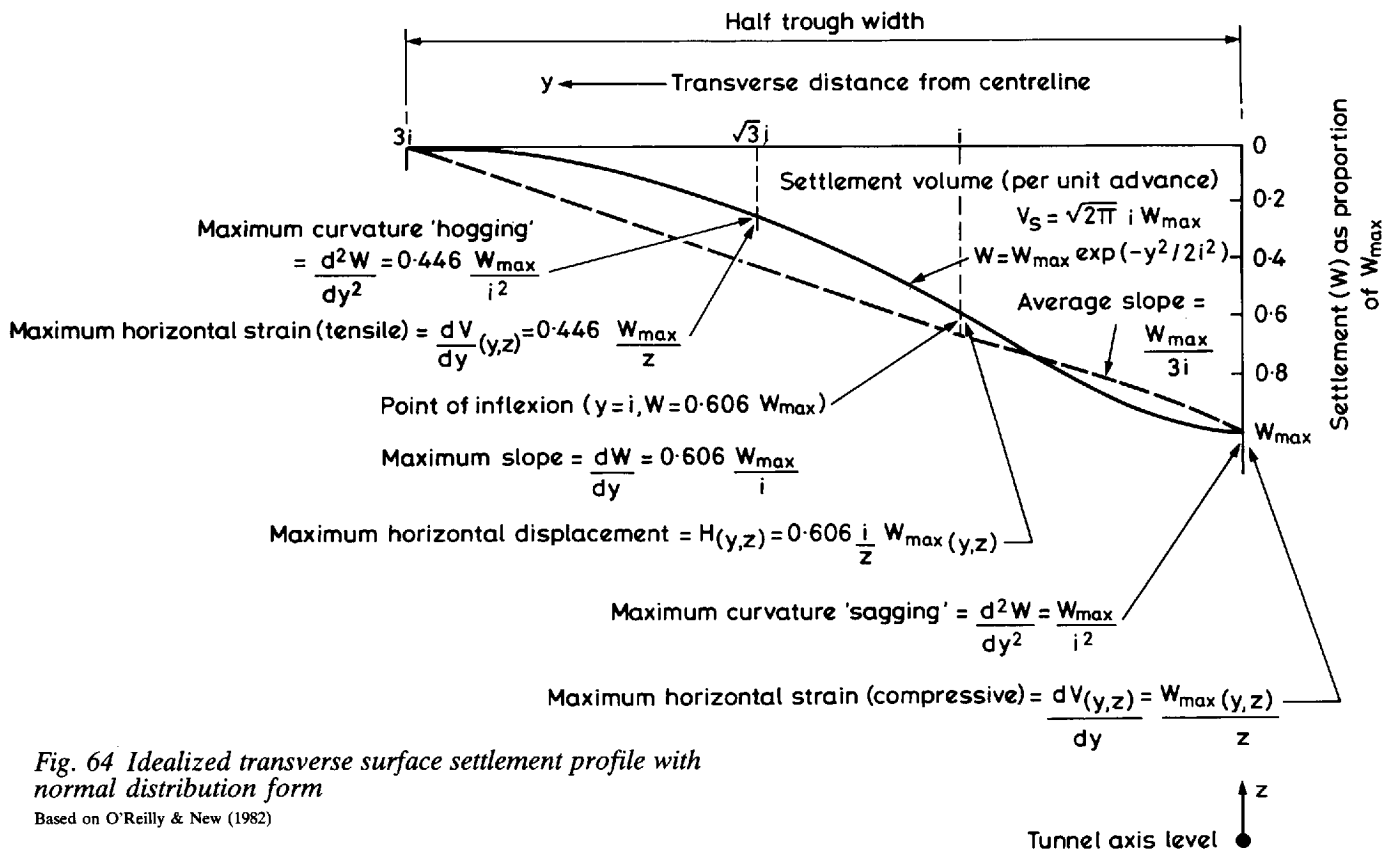 Half trough width
y ← Transverse distance from centreline
3i
√3i
i
0
0·2
0·4
0·6
0·8
Wmax
Settlement (W) as proportion
of Wmax
Settlement volume (per unit advance)
VS = √2π i Wmax
W = Wmax exp(-y²/2i²)
Average slope =
Wmax
3i
Maximum curvature 'hogging'
= d²W/dy² = 0·446 Wmax/i²
Maximum horizontal strain (tensile) = dV/dy (y,z) = 0·446 Wmax/z
Point of inflexion (y=i, W=0·606 Wmax)
Maximum slope = dW/dy = 0·606 Wmax/i
Maximum horizontal displacement = H(y,z) = 0·606 i/z Wmax (y,z)
Maximum curvature 'sagging' = d²W/dy² = Wmax/i²
Maximum horizontal strain (compressive) = dV(y,z)/dy = Wmax (y,z)/z
z
Tunnel axis level
Fig. 64 Idealized transverse surface settlement profile with
normal distribution form
Based on O'Reilly & New (1982)